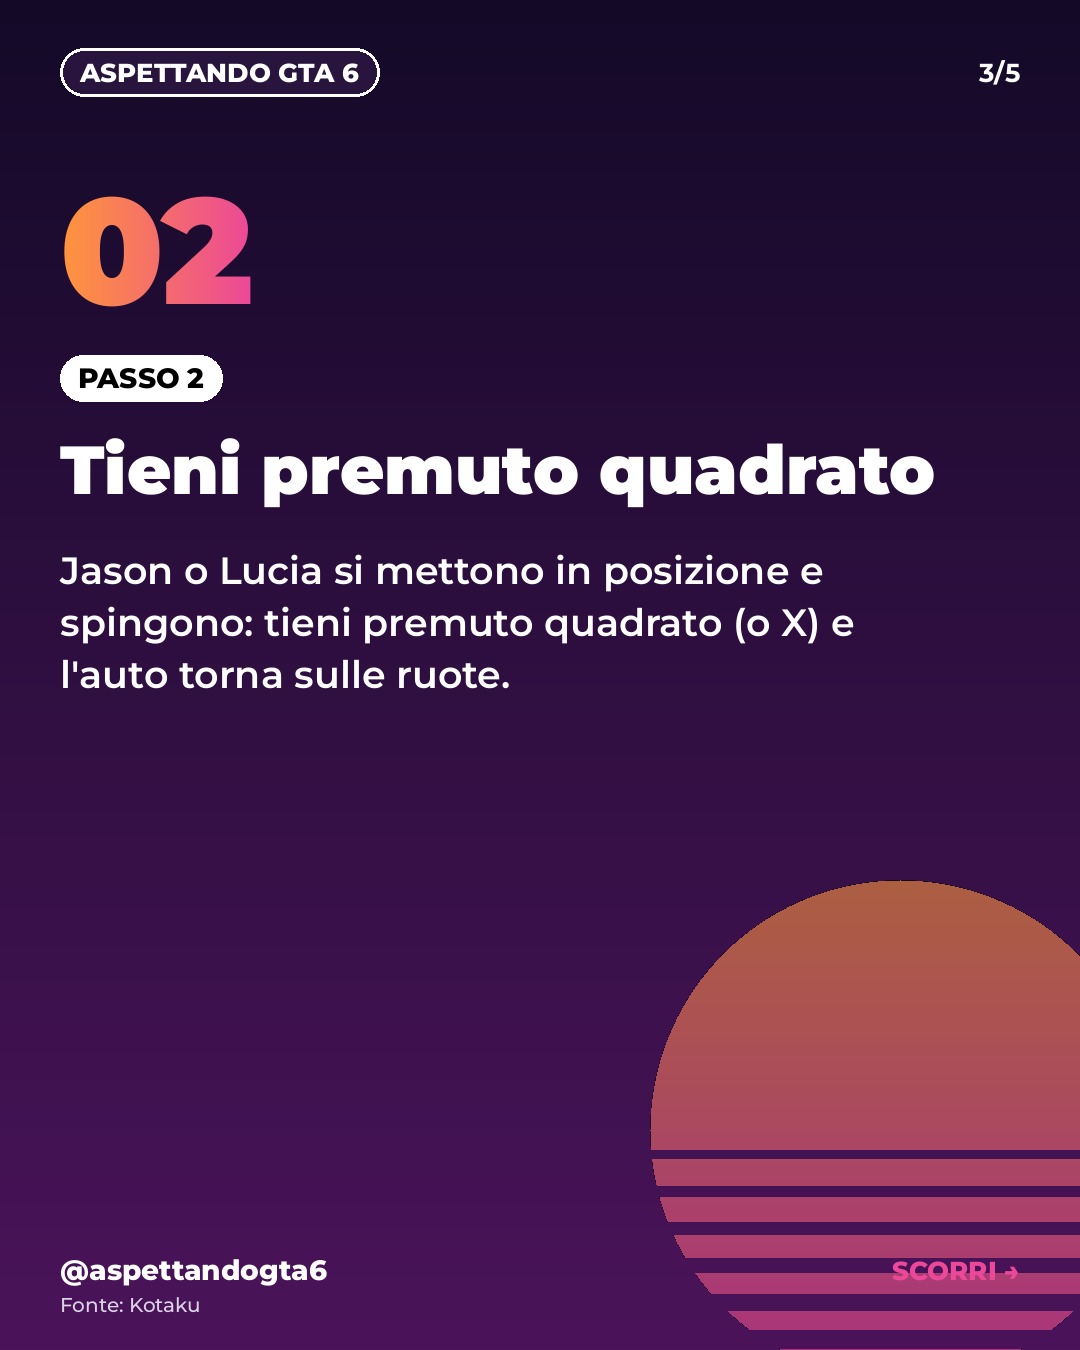 ASPETTANDO GTA 6
3/5
02
PASSO 2
Tieni premuto quadrato
Jason o Lucia si mettono in posizione e
spingono: tieni premuto quadrato (o X) e
l'auto torna sulle ruote.
@aspettandogta6
SCORRI →
Fonte: Kotaku